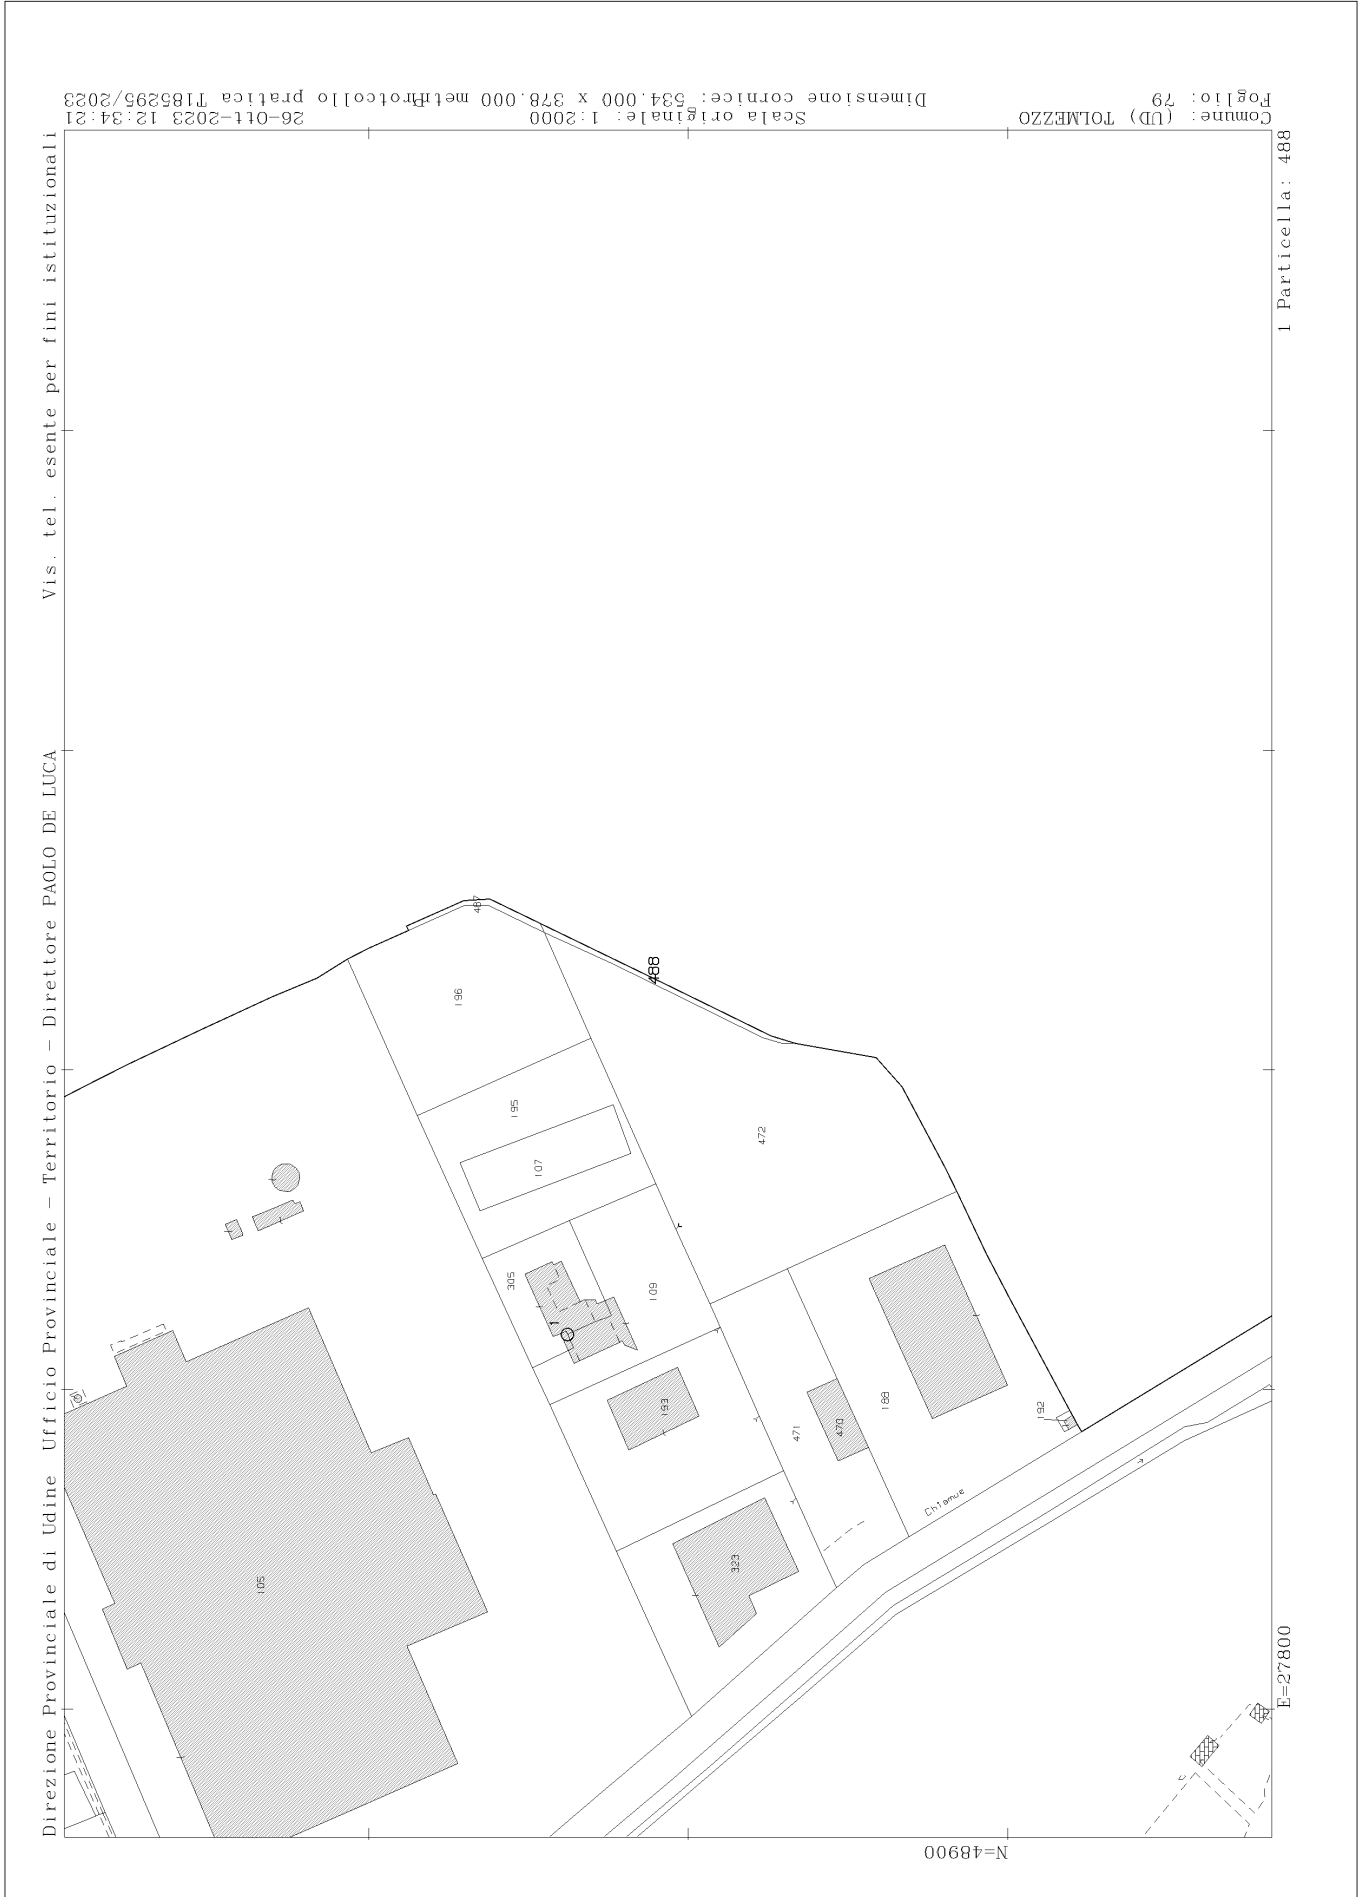 Direzione Provinciale di Udine Ufficio Provinciale - Territorio - Direttore PAOLO DE LUCA
Vis. tel. esente per fini istituzionali
Comune: (UD) TOLMEZZO
Foglio: 79
Scala originale: 1:2000
Dimensione cornice: 534.000 x 378.000 metri
26-Ott-2023 12:34:21
Protocollo pratica T185295/2023
1 Particella: 488
E=27800
N=48900
487
488
196
195
107
472
305
1
109
193
188
192
471
470
323
105
Chiamue